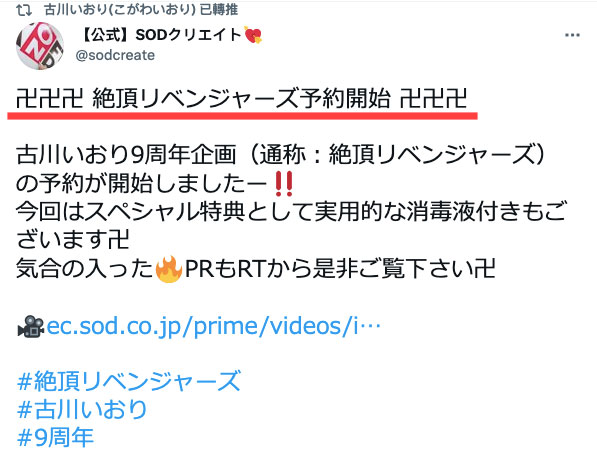 古川いおり(こがわいおり) 已轉推
【公式】SODクリエイト💘
@sodcreate
卍卍卍 絶頂リベンジャーズ予約開始 卍卍卍
古川いおり9周年企画（通称：絶頂リベンジャーズ）
の予約が開始しましたー‼️
今回はスペシャル特典として実用的な消毒液付きもご
ざいます卍
気合の入った🔥PRもRTから是非ご覧下さい卍
🎥ec.sod.co.jp/prime/videos/i…
#絶頂リベンジャーズ
#古川いおり
#9周年